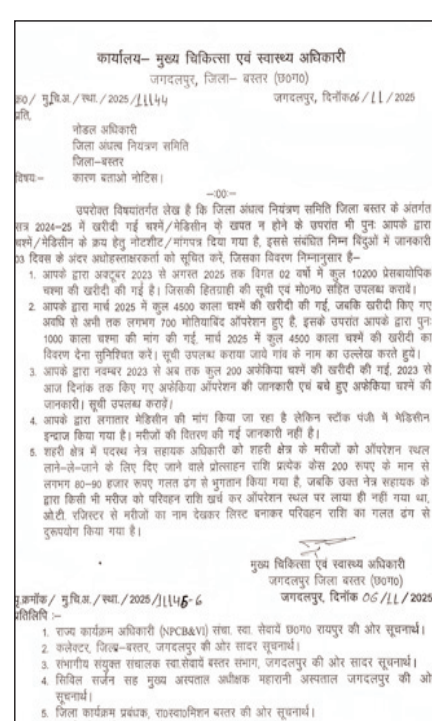 कार्यालय– मुख्य चिकित्सा एवं स्वास्थ्य अधिकारी
जगदलपुर, जिला– बस्तर (छ0ग0)
क्र0/ मु.चि.अ./स्था./2025/11144 जगदलपुर, दिनॉक 06/11/2025
प्रति,
नोडल अधिकारी
जिला अंधत्व नियंत्रण समिति
जिला–बस्तर
विषय:– कारण बताओ नोटिस।
–:00:–
उपरोक्त विषयांतर्गत लेख है कि जिला अंधत्व नियंत्रण समिति जिला बस्तर के अंतर्गत
सत्र 2024-25 में खरीदी गई चश्में/मेडिसीन के खपत न होने के उपरांत भी पुनः आपके द्वारा
चश्में/मेडिसीन के क्रय हेतु नोटशीट/मांगपत्र दिया गया है, इससे संबंधित निम्न बिंदुओं में जानकारी
03 दिवस के अंदर अधोहस्ताक्षरकर्ता को सूचित करें, जिसका विवरण निम्नानुसार है–
1. आपके द्वारा अक्टूबर 2023 से अगस्त 2025 तक विगत 02 वर्षों में कुल 10200 प्रेसबायोपिक
चश्मा की खरीदी की गई है। जिसकी हितग्राही की सूची एवं मो0न0 सहित उपलब्ध करावें।
2. आपके द्वारा मार्च 2025 में कुल 4500 काला चश्में की खरीदी की गई, जबकि खरीदी किए गए
अवधि से अभी तक लगभग 700 मोतियाबिंद ऑपरेशन हुए है, इसके उपरांत आपके द्वारा पुनः
1000 काला चश्मा की मांग की गई. मार्च 2025 में कुल 4500 काला चश्में की खरीदी का
विवरण देना सुनिश्चित करें। सूची उपलब्ध कराया जाये गांव के नाम का उल्लेख करते हुये।
3. आपके द्वारा नवम्बर 2023 से अब तक कुल 200 अफेकिया चश्में की खरीदी की गई, 2023 से
आज दिनांक तक किए गए अफेकिया ऑपरेशन की जानकारी एवं बचे हुए अफेकिया चश्में की
जानकारी। सूची उपलब्ध करावें।
4. आपके द्वारा लगातार मेडिसीन की मांग किया जा रहा है लेकिन स्टॉक पंजी में मेडिसीन
इन्द्राज किया गया है। मरीजों की वितरण की गई जानकारी नहीं है।
5. शहरी क्षेत्र में पदस्थ नेत्र सहायक अधिकारी को शहरी क्षेत्र के मरीजों को ऑपरेशन स्थल
लाने–ले–जाने के लिए दिए जाने वाले प्रोत्साहन राशि प्रत्येक केस 200 रूपए के मान से
लगभग 80–90 हजार रूपए गलत ढंग से भुगतान किया गया है, जबकि उक्त नेत्र सहायक के
द्वारा किसी भी मरीज को परिवहन राशि खर्च कर ऑपरेशन स्थल पर लाया ही नहीं गया था,
ओ.टी. रजिस्टर से मरीजों का नाम देखकर लिस्ट बनाकर परिवहन राशि का गलत ढंग से
दुरूपयोग किया गया है।
मुख्य चिकित्सा एवं स्वास्थ्य अधिकारी
जगदलपुर जिला बस्तर (छ0ग0)
पृ.क्रमॉक/ मु.चि.अ./स्था./2025/11145-6 जगदलपुर, दिनॉक 06/11/2025
प्रतिलिपि :–
1. राज्य कार्यक्रम अधिकारी (NPCB&VI) संचा. स्वा. सेवायें छ0ग0 रायपुर की ओर सूचनार्थ।
2. कलेक्टर, जिला–बस्तर, जगदलपुर की ओर सादर सूचनार्थ।
3. संभागीय संयुक्त संचालक स्वा.सेवायें बस्तर संभाग, जगदलपुर की ओर सादर सूचनार्थ।
4. सिविल सर्जन सह मुख्य अस्पताल अधीक्षक महारानी अस्पताल जगदलपुर की ओ
सूचनार्थ।
5. जिला कार्यक्रम प्रबंधक, रा0स्वा0मिशन बस्तर की ओर सूचनार्थ।